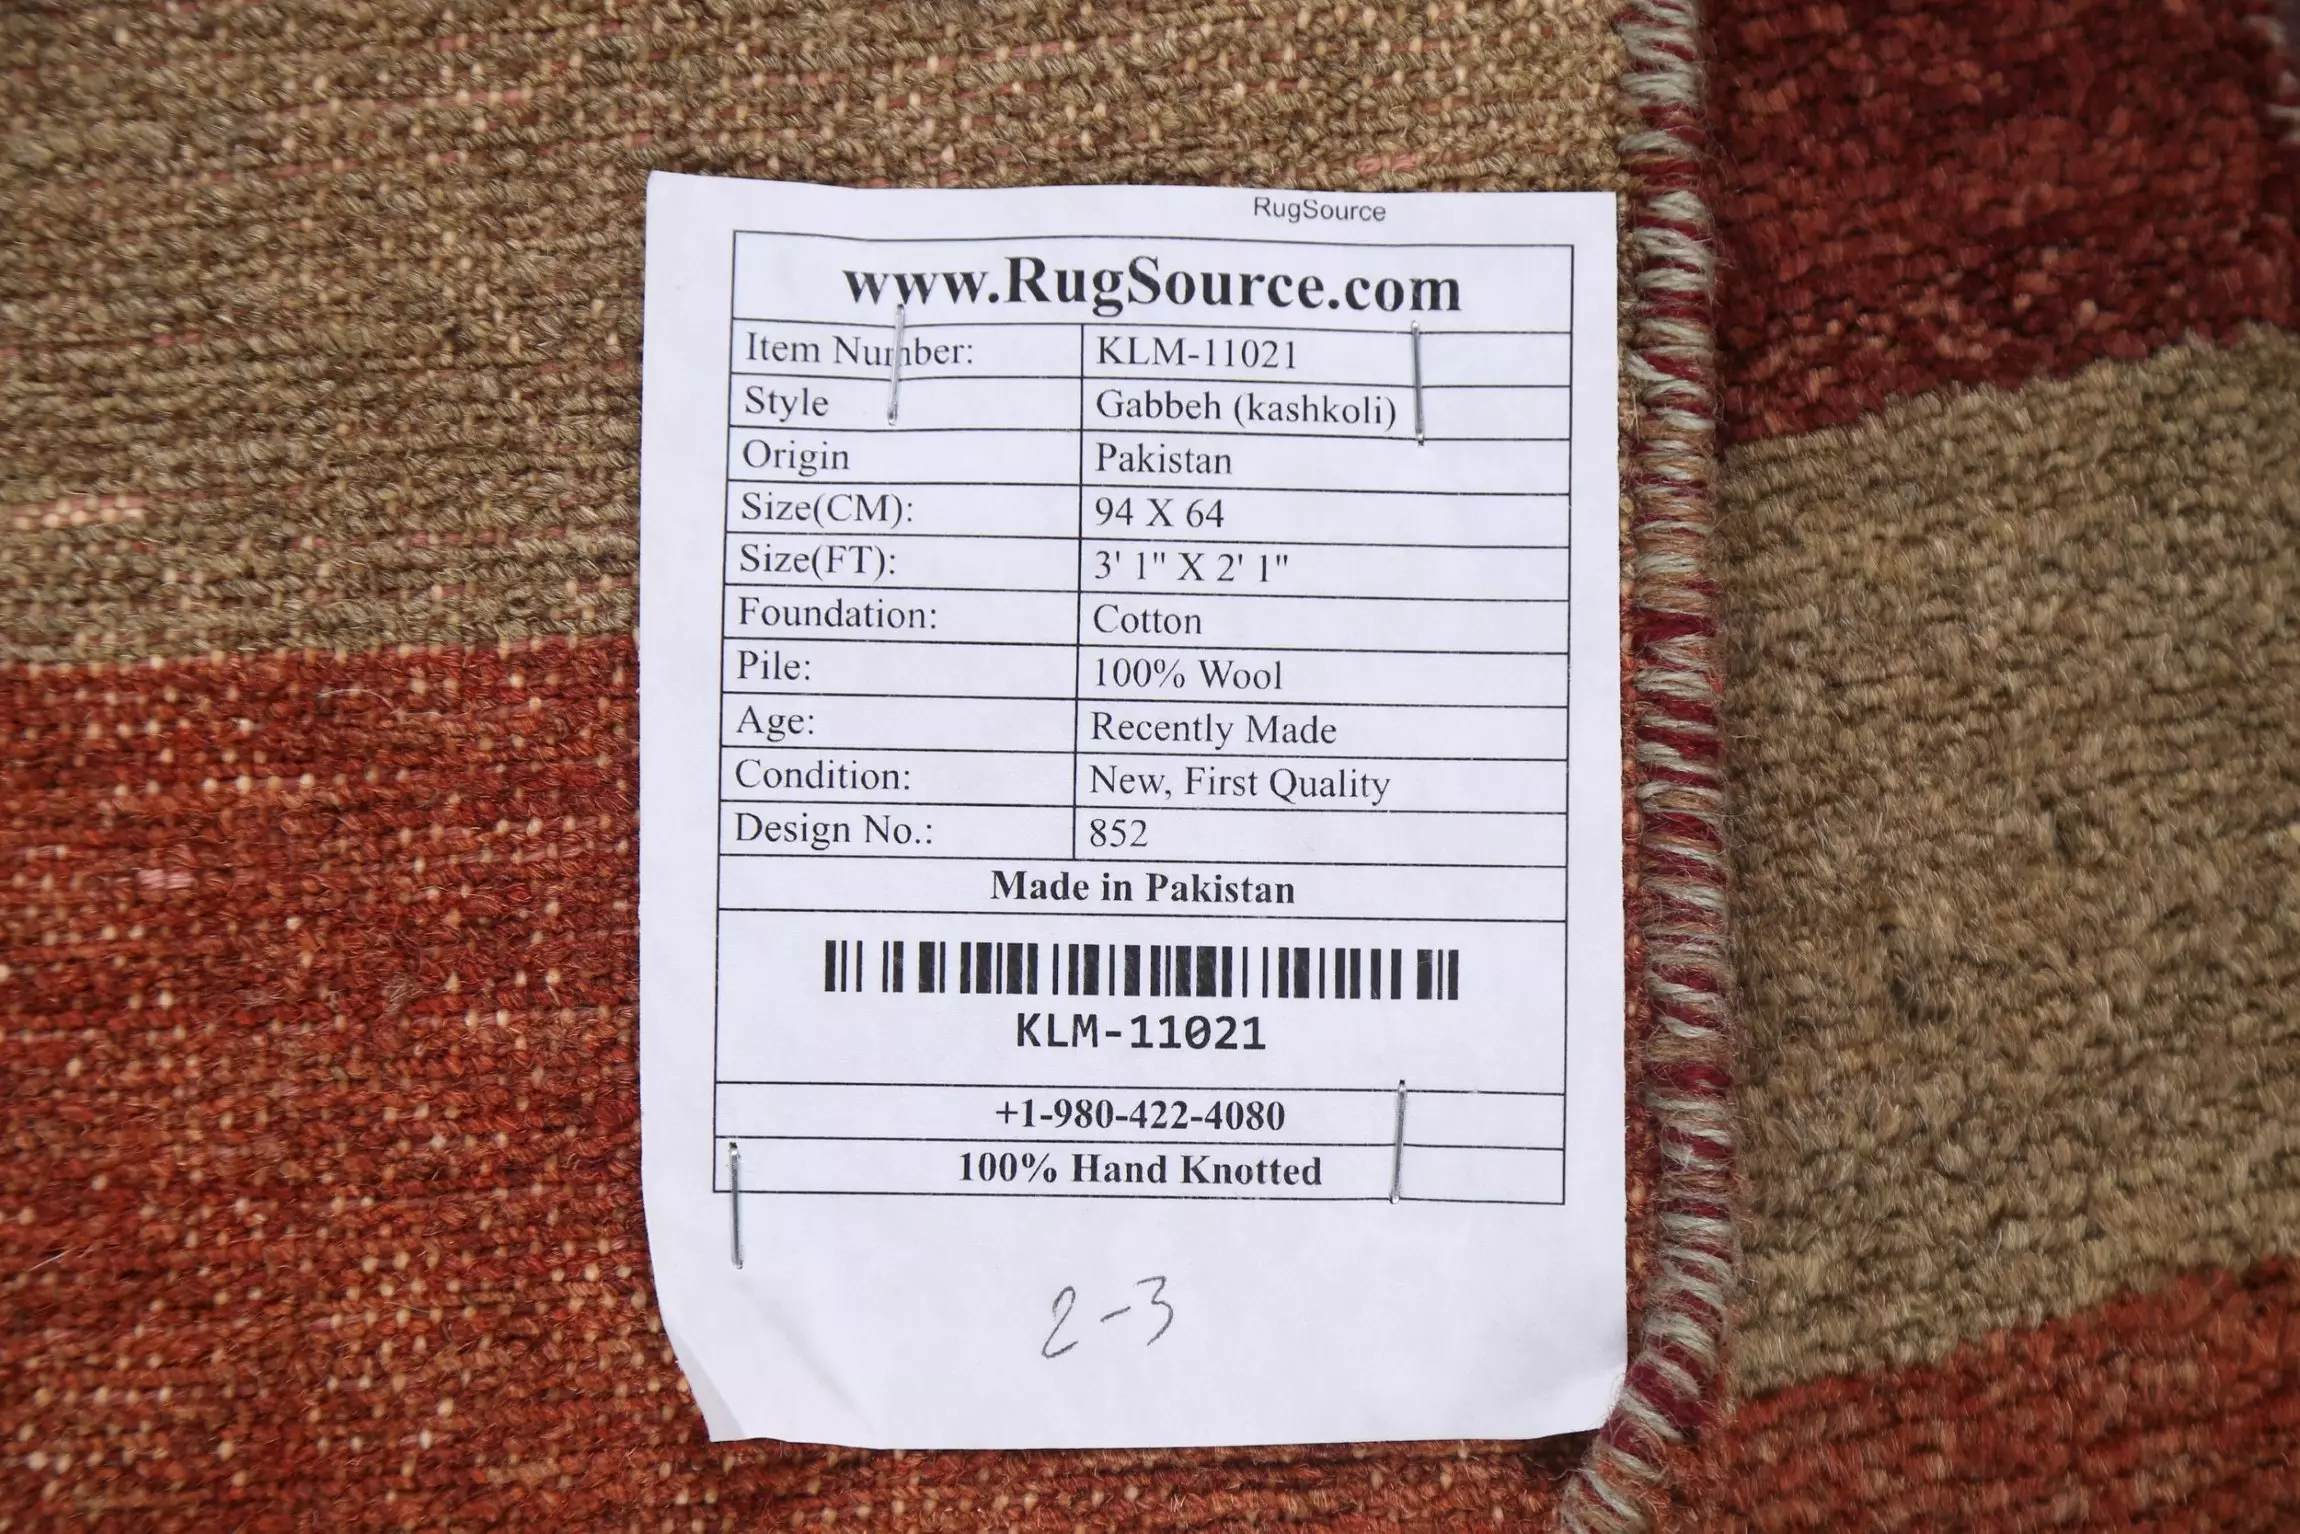 RugSource
www.RugSource.com
Item Number: KLM-11021
Style Gabbeh (kashkoli)
Origin Pakistan
Size(CM): 94 X 64
Size(FT): 3' 1" X 2' 1"
Foundation: Cotton
Pile: 100% Wool
Age: Recently Made
Condition: New, First Quality
Design No.: 852
Made in Pakistan
KLM-11021
+1-980-422-4080
100% Hand Knotted
2-3